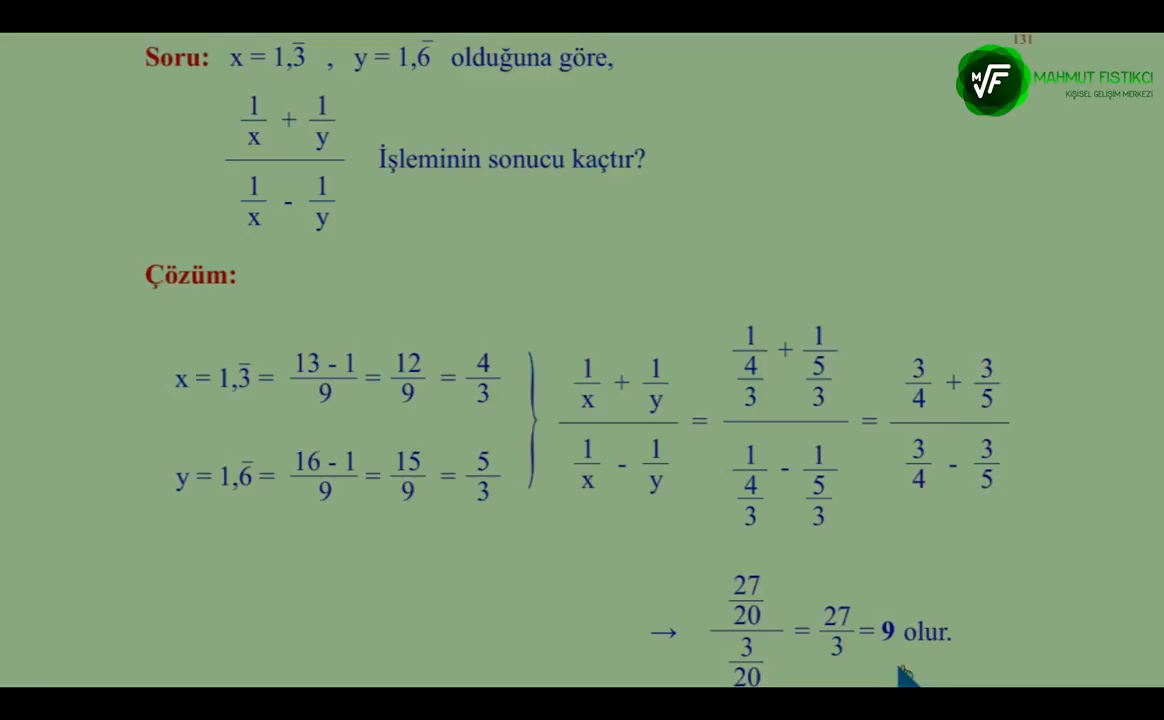 131
MAHMUT FISTIKCI
KİŞİSEL GELİŞİM MERKEZİ
Soru: x = 1,3̅ , y = 1,6̅ olduğuna göre,
1/x + 1/y
1/x - 1/y
İşleminin sonucu kaçtır?
Çözüm:
x = 1,3̅ = (13 - 1)/9 = 12/9 = 4/3
y = 1,6̅ = (16 - 1)/9 = 15/9 = 5/3
(1/x + 1/y)/(1/x - 1/y) = (1/(4/3) + 1/(5/3))/(1/(4/3) - 1/(5/3)) = (3/4 + 3/5)/(3/4 - 3/5)
→ (27/20)/(3/20) = 27/3 = 9 olur.